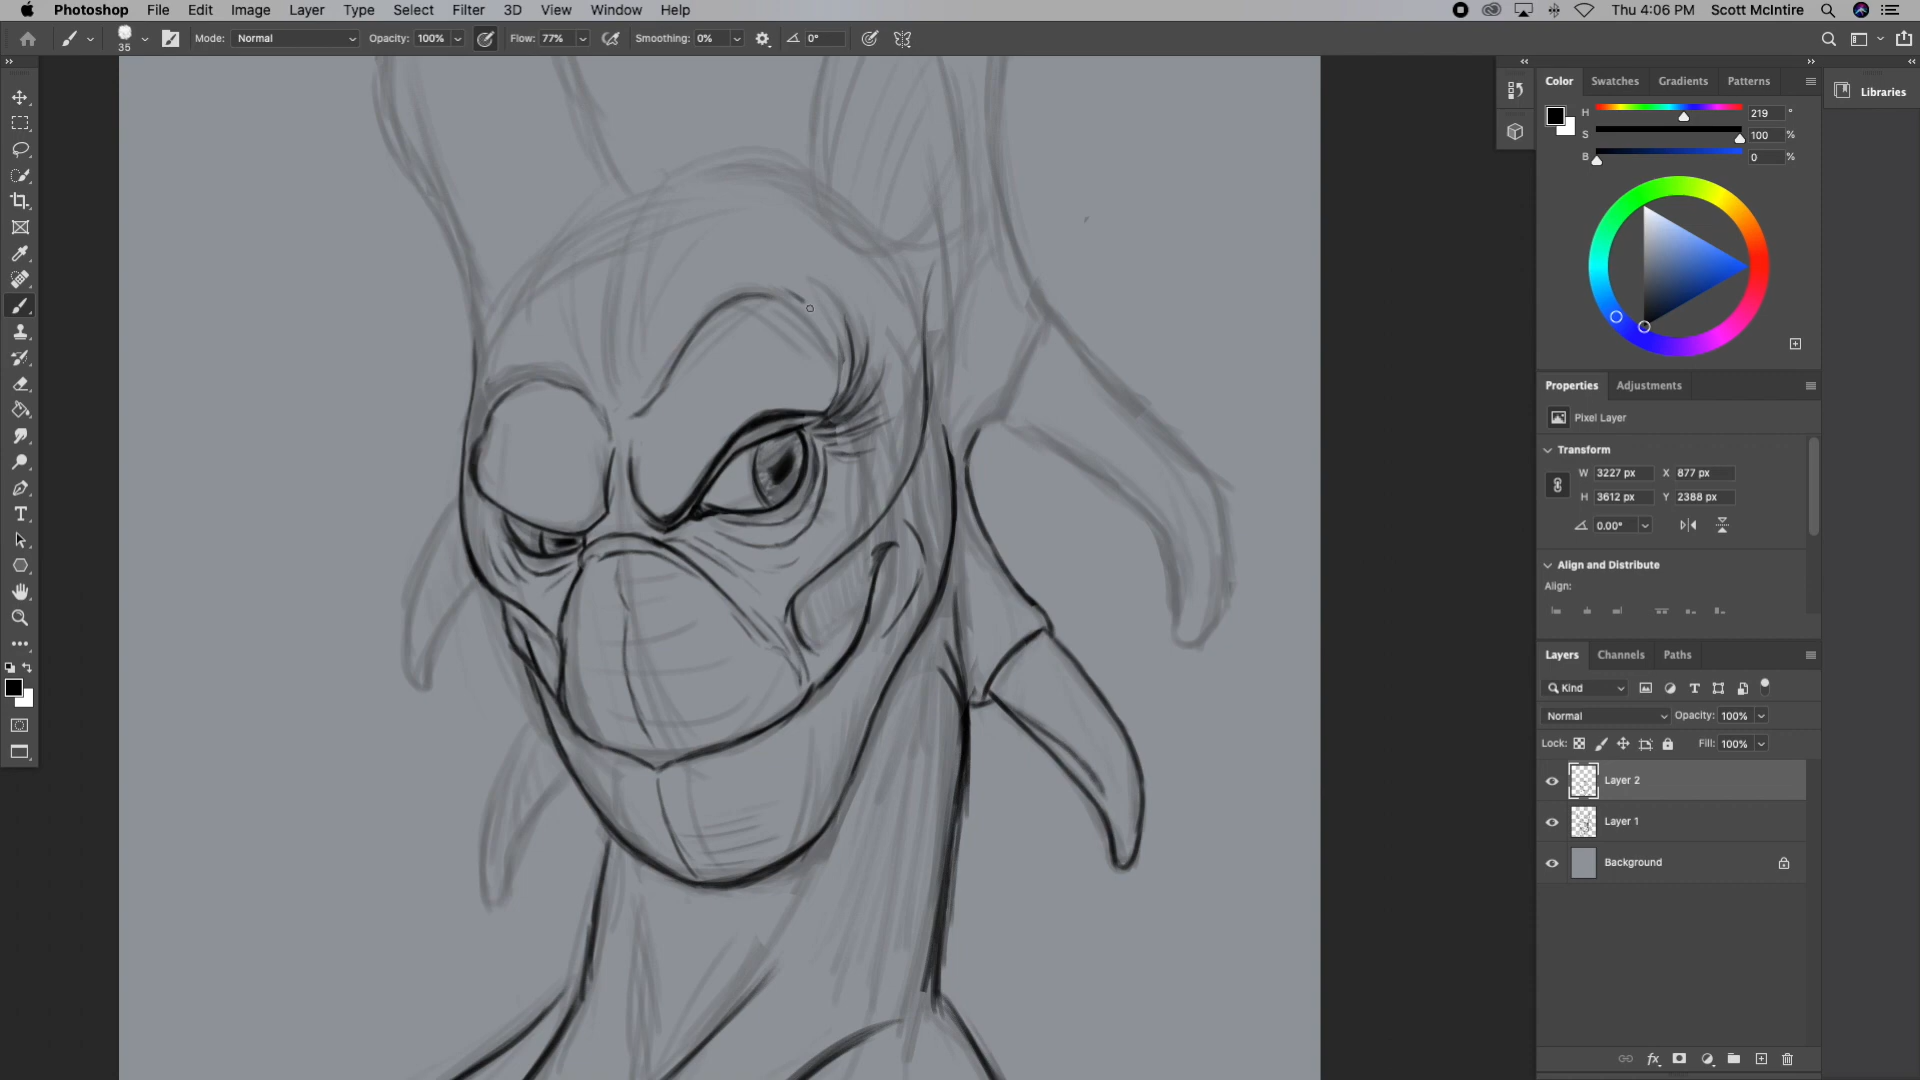 Photoshop File Edit Image Layer Type Select Filter 3D View Window Help Thu 4:06 PM Scott McIntire
35 Mode: Normal Opacity: 100% Flow: 77% Smoothing: 0% 0°
Color Swatches Gradients Patterns
Libraries
H 219 °
S 100 %
B 0 %
Properties Adjustments
Pixel Layer
Transform
W 3227 px X 877 px
H 3612 px Y 2388 px
0.00°
Align and Distribute
Align:
Layers Channels Paths
Kind
Normal Opacity: 100%
Lock: Fill: 100%
Layer 2
Layer 1
Background
fx